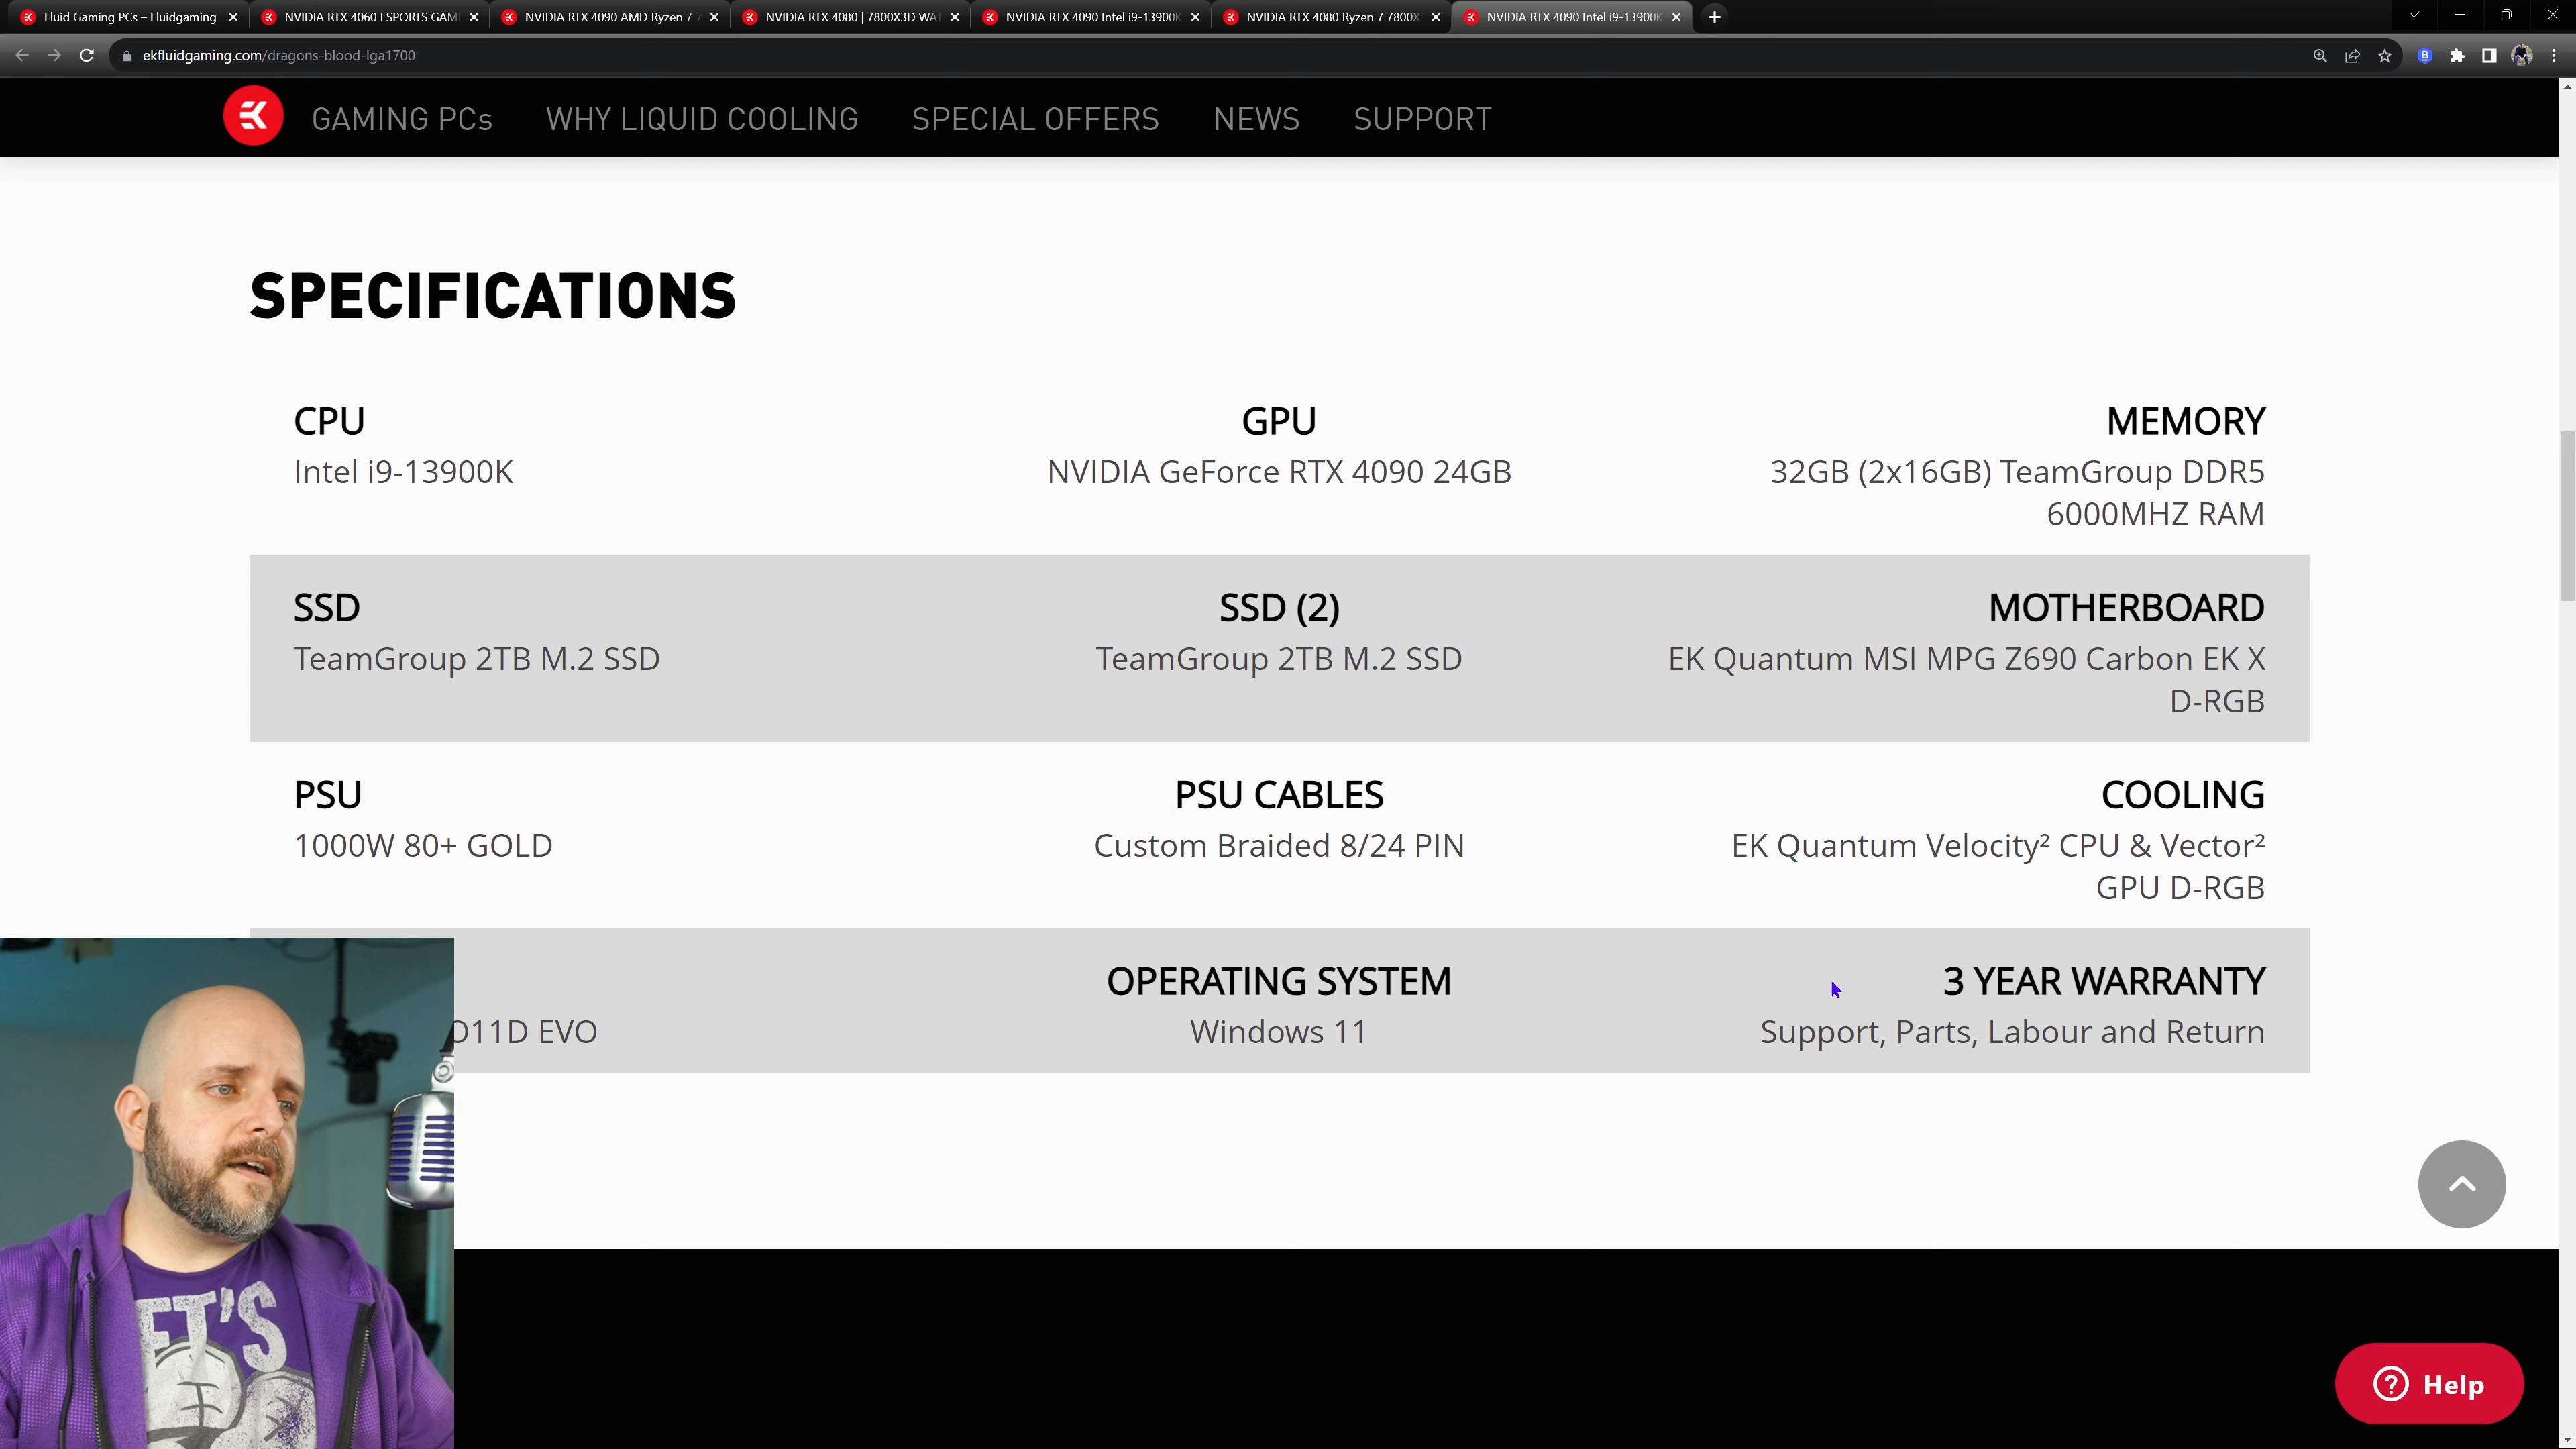 Fluid Gaming PCs – Fluidgaming
NVIDIA RTX 4060 ESPORTS GAMI
NVIDIA RTX 4090 AMD Ryzen 7 7
NVIDIA RTX 4080 | 7800X3D WAT
NVIDIA RTX 4090 Intel i9-13900K
NVIDIA RTX 4080 Ryzen 7 7800X
NVIDIA RTX 4090 Intel i9-13900K
ekfluidgaming.com/dragons-blood-lga1700
GAMING PCs WHY LIQUID COOLING SPECIAL OFFERS NEWS SUPPORT
SPECIFICATIONS
CPU
Intel i9-13900K
GPU
NVIDIA GeForce RTX 4090 24GB
MEMORY
32GB (2x16GB) TeamGroup DDR5
6000MHZ RAM
SSD
TeamGroup 2TB M.2 SSD
SSD (2)
TeamGroup 2TB M.2 SSD
MOTHERBOARD
EK Quantum MSI MPG Z690 Carbon EK X
D-RGB
PSU
1000W 80+ GOLD
PSU CABLES
Custom Braided 8/24 PIN
COOLING
EK Quantum Velocity² CPU & Vector²
GPU D-RGB
O11D EVO
OPERATING SYSTEM
Windows 11
3 YEAR WARRANTY
Support, Parts, Labour and Return
ET'S
Help